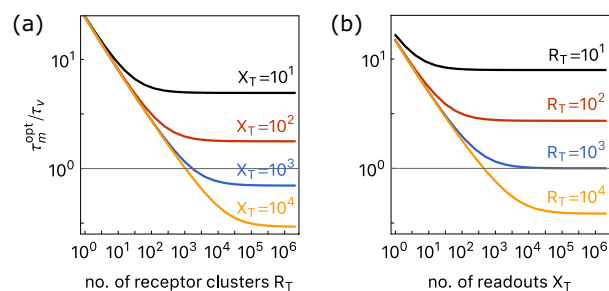 (a)
τ_m^opt/τ_v
10¹
10⁰
X_T=10¹
X_T=10²
X_T=10³
X_T=10⁴
10⁰ 10¹ 10² 10³ 10⁴ 10⁵ 10⁶
no. of receptor clusters R_T
(b)
10¹
10⁰
R_T=10¹
R_T=10²
R_T=10³
R_T=10⁴
10⁰ 10¹ 10² 10³ 10⁴ 10⁵ 10⁶
no. of readouts X_T